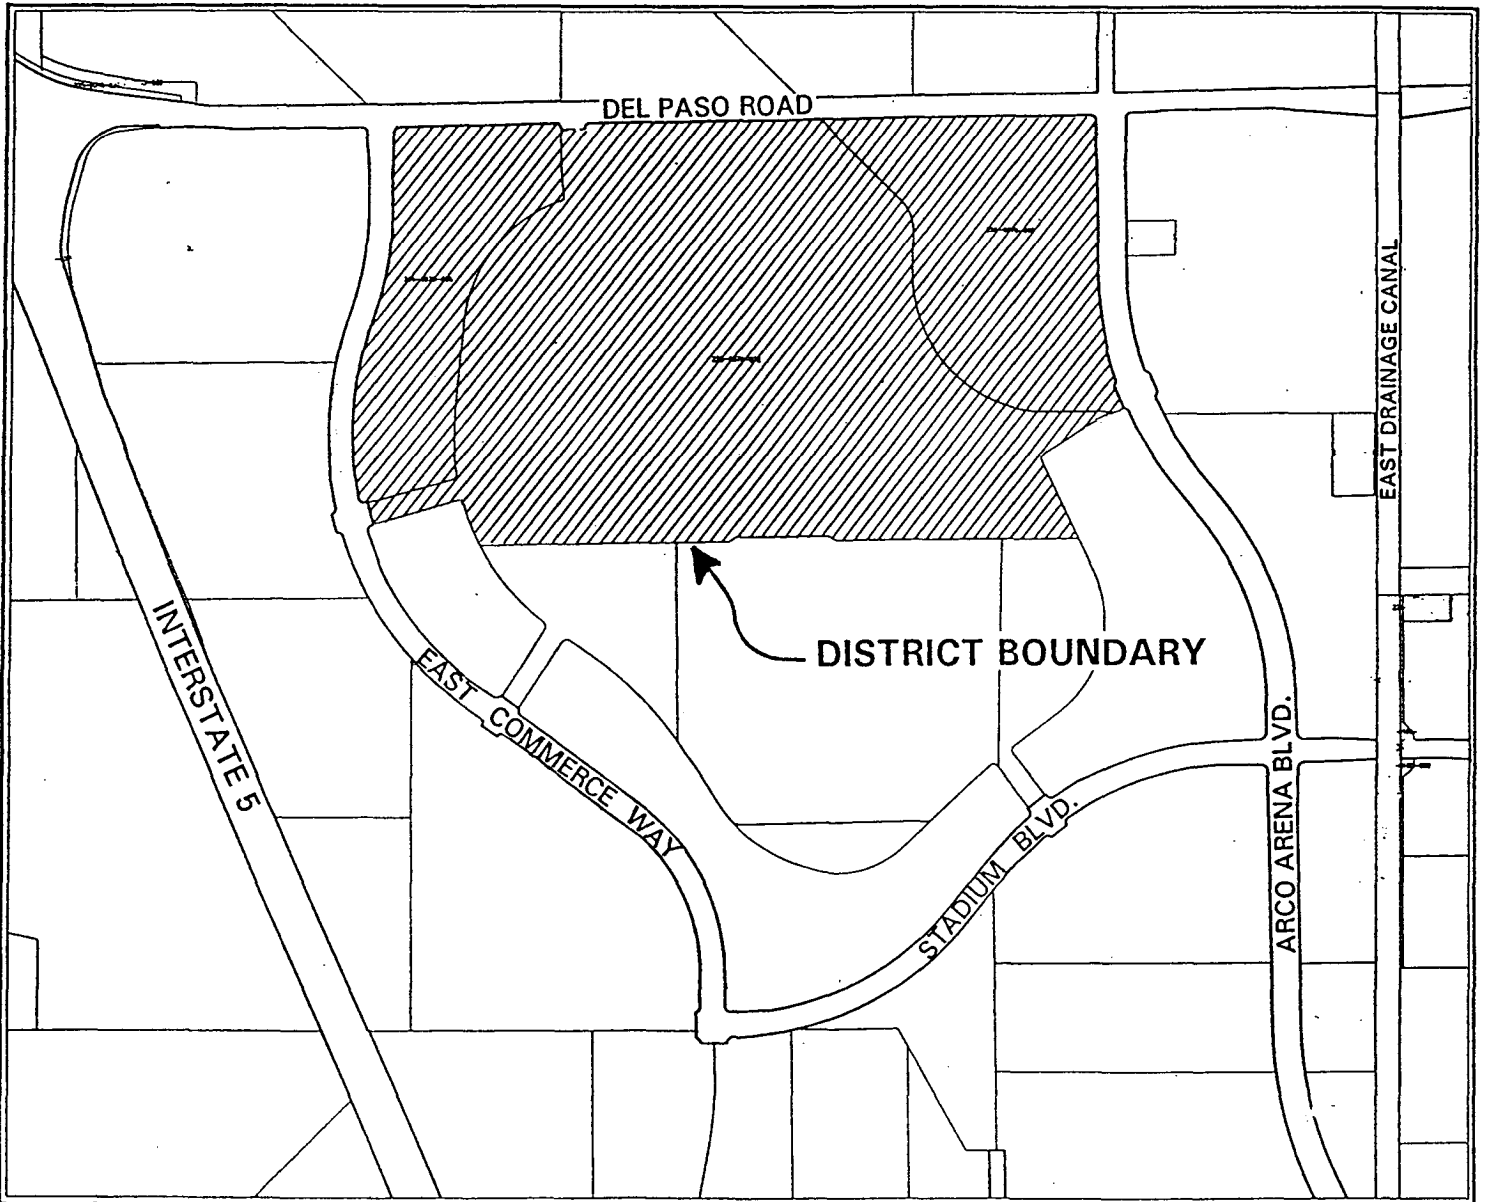 DEL PASO ROAD
EAST DRAINAGE CANAL
DISTRICT BOUNDARY
INTERSTATE 5
EAST COMMERCE WAY
STADIUM BLVD.
ARCO ARENA BLVD.